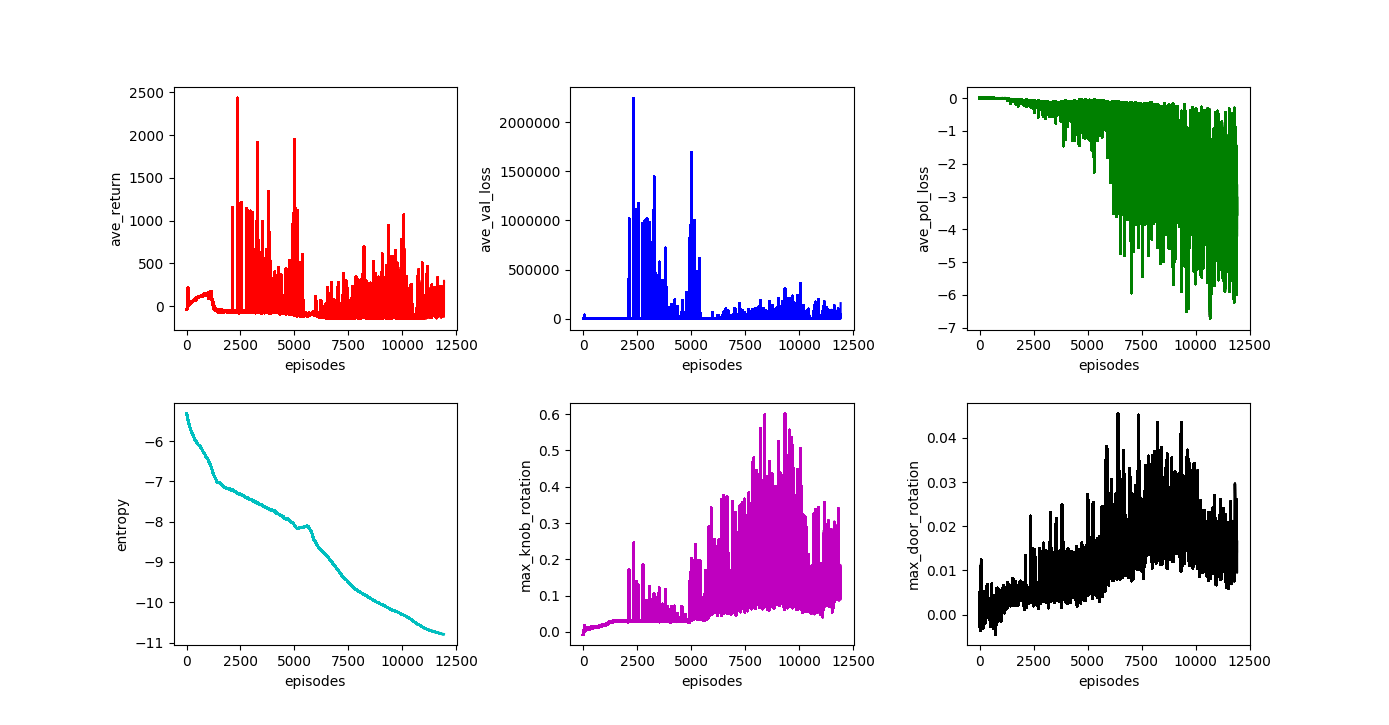 ave_return
2500
2000
1500
1000
500
0
0 2500 5000 7500 10000 12500
episodes
ave_val_loss
2000000
1500000
1000000
500000
0
0 2500 5000 7500 10000 12500
episodes
ave_pol_loss
0
−1
−2
−3
−4
−5
−6
−7
0 2500 5000 7500 10000 12500
episodes
entropy
−6
−7
−8
−9
−10
−11
0 2500 5000 7500 10000 12500
episodes
max_knob_rotation
0.6
0.5
0.4
0.3
0.2
0.1
0.0
0 2500 5000 7500 10000 12500
episodes
max_door_rotation
0.04
0.03
0.02
0.01
0.00
0 2500 5000 7500 10000 12500
episodes